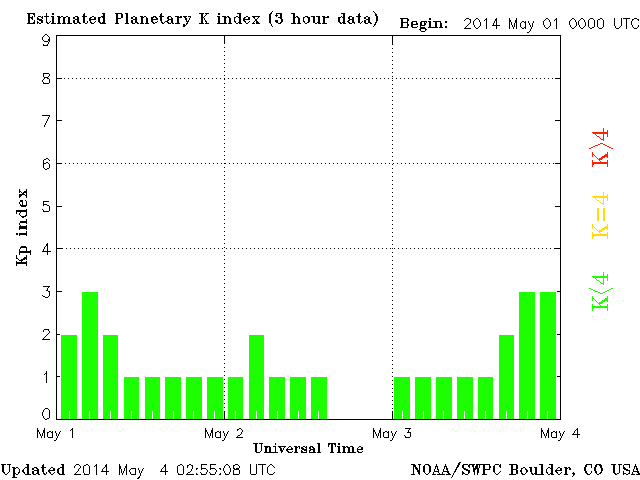 Estimated Planetary K index (3 hour data)
Begin: 2014 May 01 0000 UTC
9
8
7
6
5
4
3
2
1
0
Kp index
K>4
K=4
K<4
May 1 May 2 May 3 May 4
Universal Time
Updated 2014 May 4 02:55:08 UTC
NOAA/SWPC Boulder, CO USA